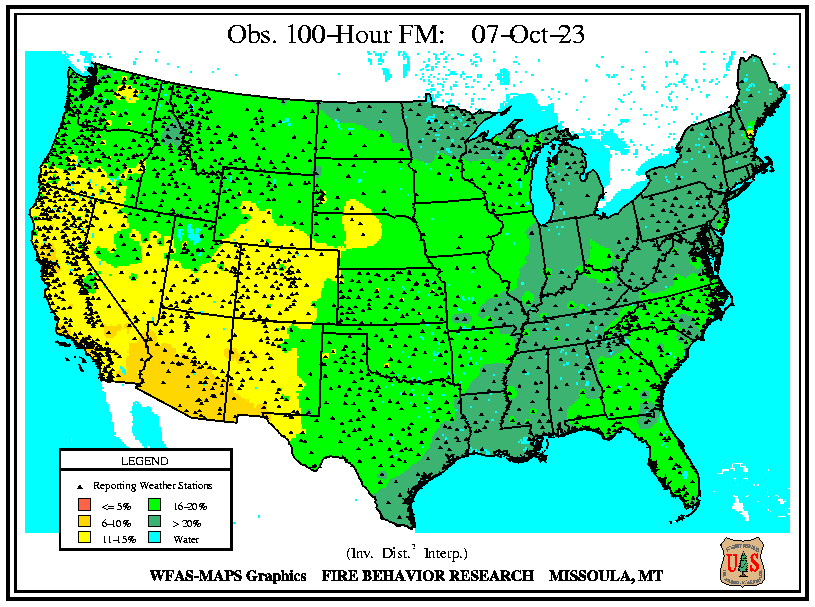 Obs. 100-Hour FM: 07-Oct-23
LEGEND
Reporting Weather Stations
<= 5% 16-20%
6-10% > 20%
11-15% Water
(Inv. Dist.² Interp.)
WFAS-MAPS Graphics FIRE BEHAVIOR RESEARCH MISSOULA, MT
U S